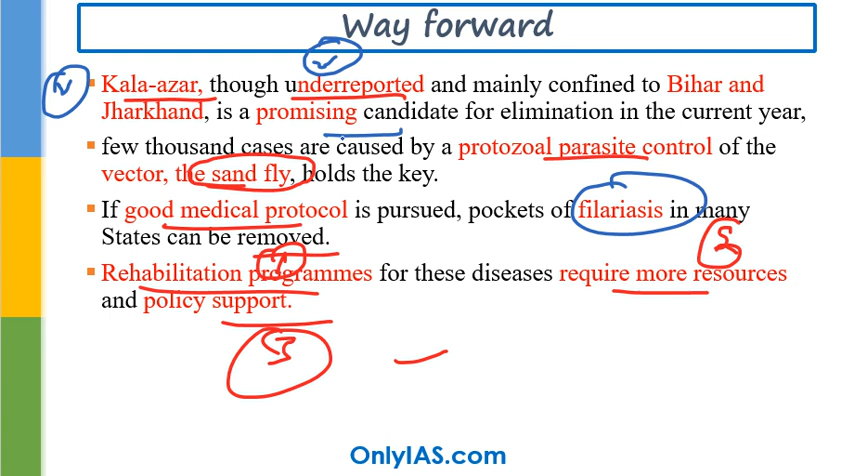 Way forward
Kala-azar, though underreported and mainly confined to Bihar and
Jharkhand, is a promising candidate for elimination in the current year,
few thousand cases are caused by a protozoal parasite control of the
vector, the sand fly, holds the key.
If good medical protocol is pursued, pockets of filariasis in many
States can be removed.
Rehabilitation programmes for these diseases require more resources
and policy support.
OnlyIAS.com